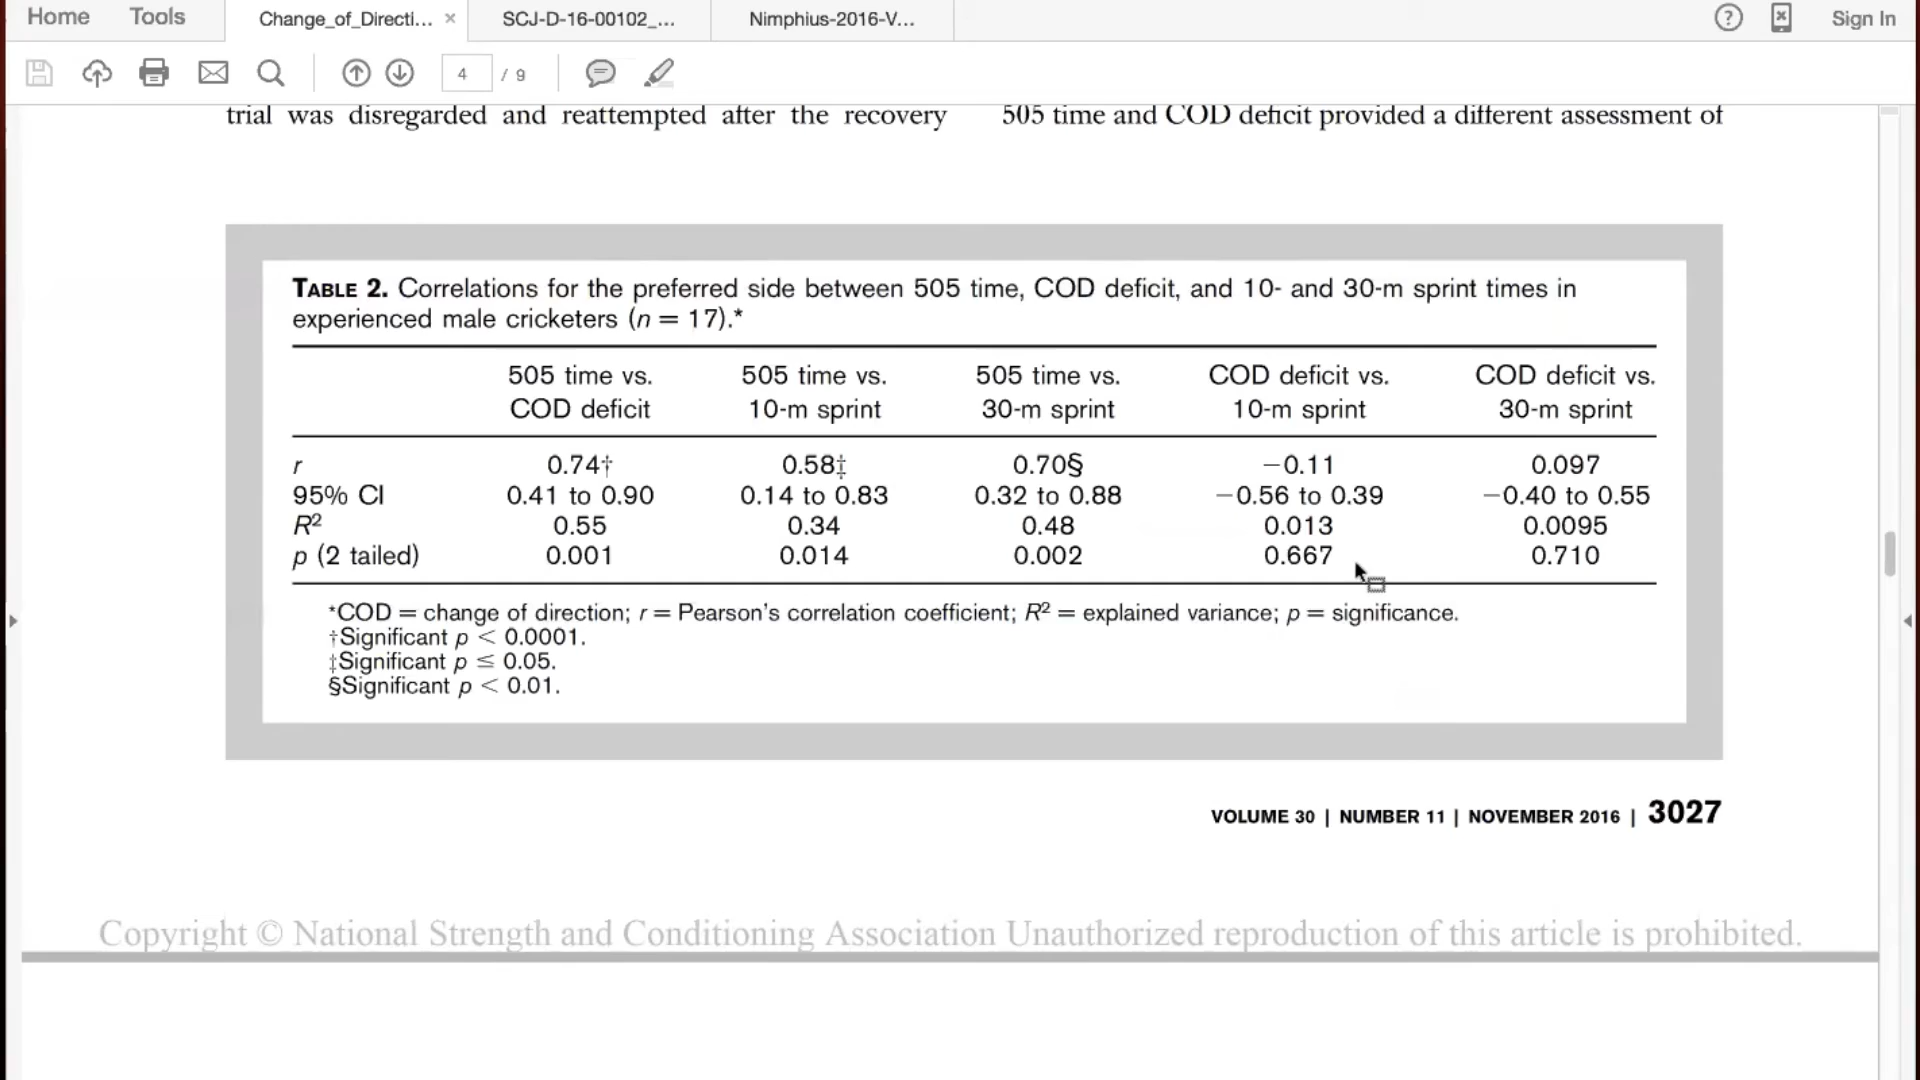 Home Tools Change_of_Directi... × SCJ-D-16-00102_... Nimphius-2016-V... Sign In
4 / 9
trial was disregarded and reattempted after the recovery
505 time and COD deficit provided a different assessment of
TABLE 2. Correlations for the preferred side between 505 time, COD deficit, and 10- and 30-m sprint times in
experienced male cricketers (n = 17).*
505 time vs. 505 time vs. 505 time vs. COD deficit vs. COD deficit vs.
COD deficit 10-m sprint 30-m sprint 10-m sprint 30-m sprint
r 0.74† 0.58‡ 0.70§ −0.11 0.097
95% CI 0.41 to 0.90 0.14 to 0.83 0.32 to 0.88 −0.56 to 0.39 −0.40 to 0.55
R² 0.55 0.34 0.48 0.013 0.0095
p (2 tailed) 0.001 0.014 0.002 0.667 0.710
*COD = change of direction; r = Pearson's correlation coefficient; R² = explained variance; p = significance.
†Significant p < 0.0001.
‡Significant p ≤ 0.05.
§Significant p < 0.01.
VOLUME 30 | NUMBER 11 | NOVEMBER 2016 | 3027
Copyright © National Strength and Conditioning Association Unauthorized reproduction of this article is prohibited.